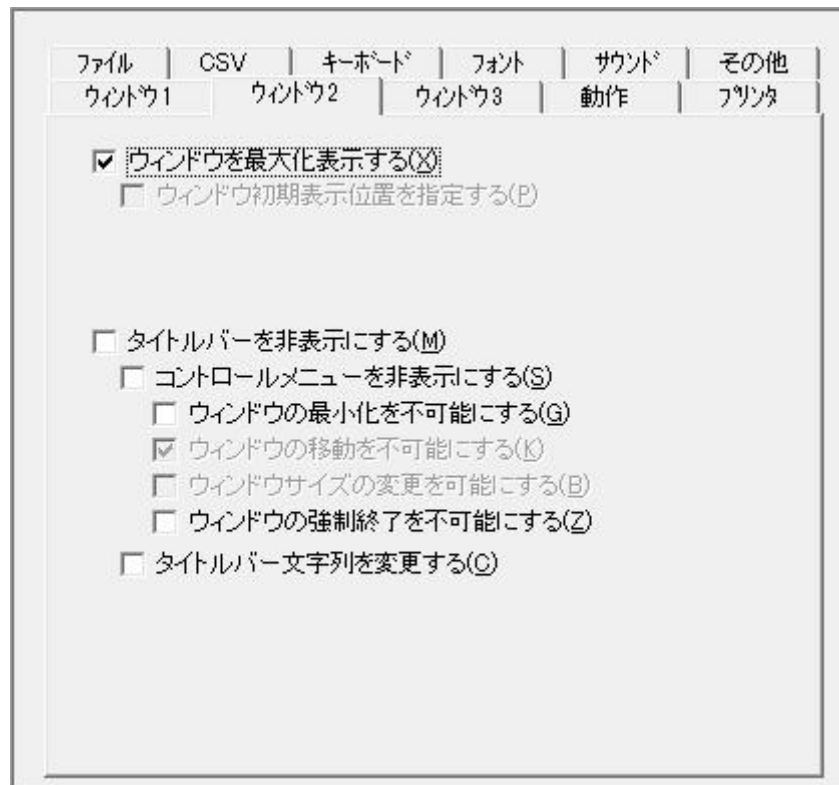 ﾌｧｲﾙ CSV ｷｰﾎﾞｰﾄﾞ ﾌｫﾝﾄ ｻｳﾝﾄﾞ その他
ｳｨﾝﾄﾞｳ1 ｳｨﾝﾄﾞｳ2 ｳｨﾝﾄﾞｳ3 動作 ﾌﾟﾘﾝﾀ
ウィンドウを最大化表示する(X)
ウィンドウ初期表示位置を指定する(P)
タイトルバーを非表示にする(M)
コントロールメニューを非表示にする(S)
ウィンドウの最小化を不可能にする(G)
ウィンドウの移動を不可能にする(K)
ウィンドウサイズの変更を可能にする(B)
ウィンドウの強制終了を不可能にする(Z)
タイトルバー文字列を変更する(C)